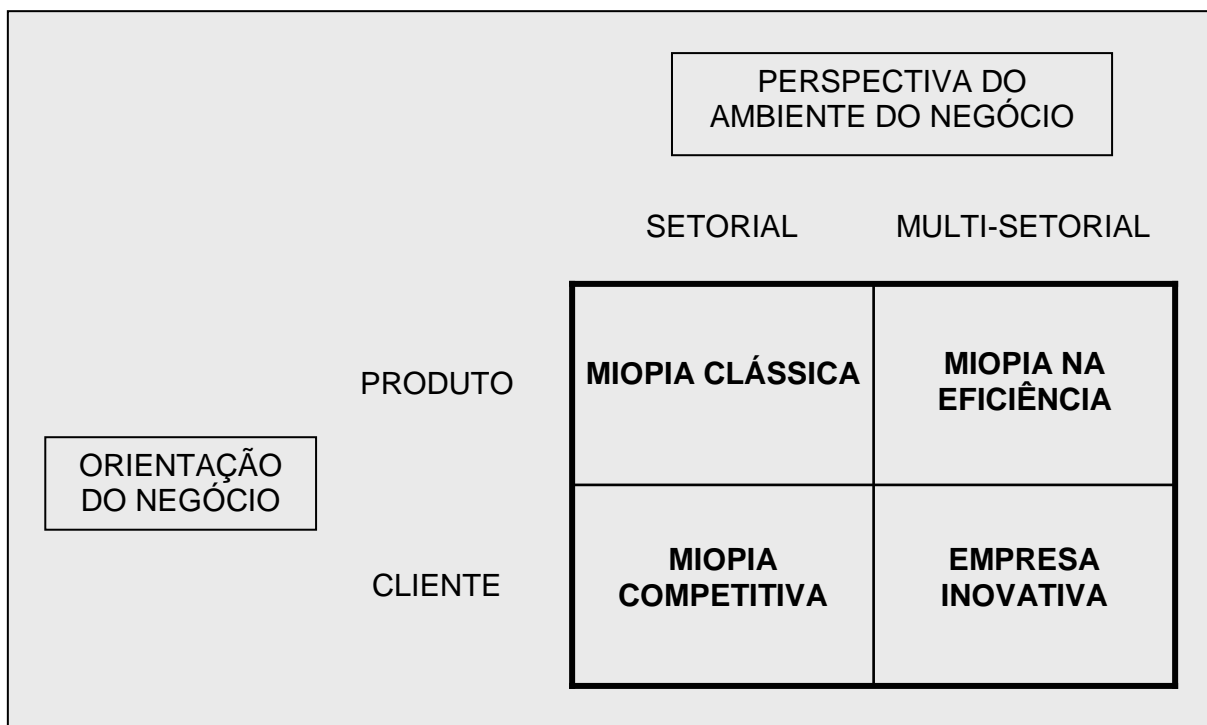 PERSPECTIVA DO
AMBIENTE DO NEGÓCIO
SETORIAL MULTI-SETORIAL
PRODUTO
MIOPIA CLÁSSICA
MIOPIA NA
EFICIÊNCIA
ORIENTAÇÃO
DO NEGÓCIO
CLIENTE
MIOPIA
COMPETITIVA
EMPRESA
INOVATIVA